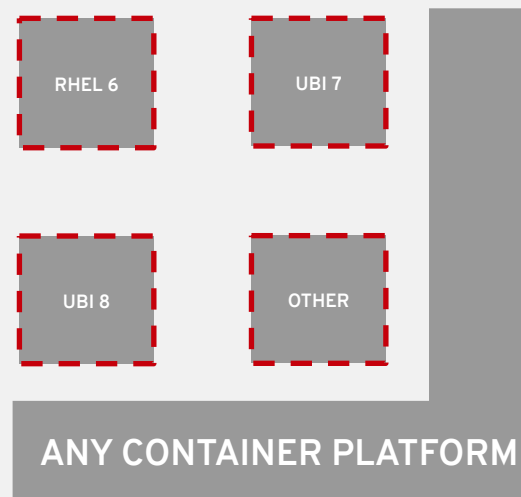 RHEL 6
UBI 7
UBI 8
OTHER
ANY CONTAINER PLATFORM